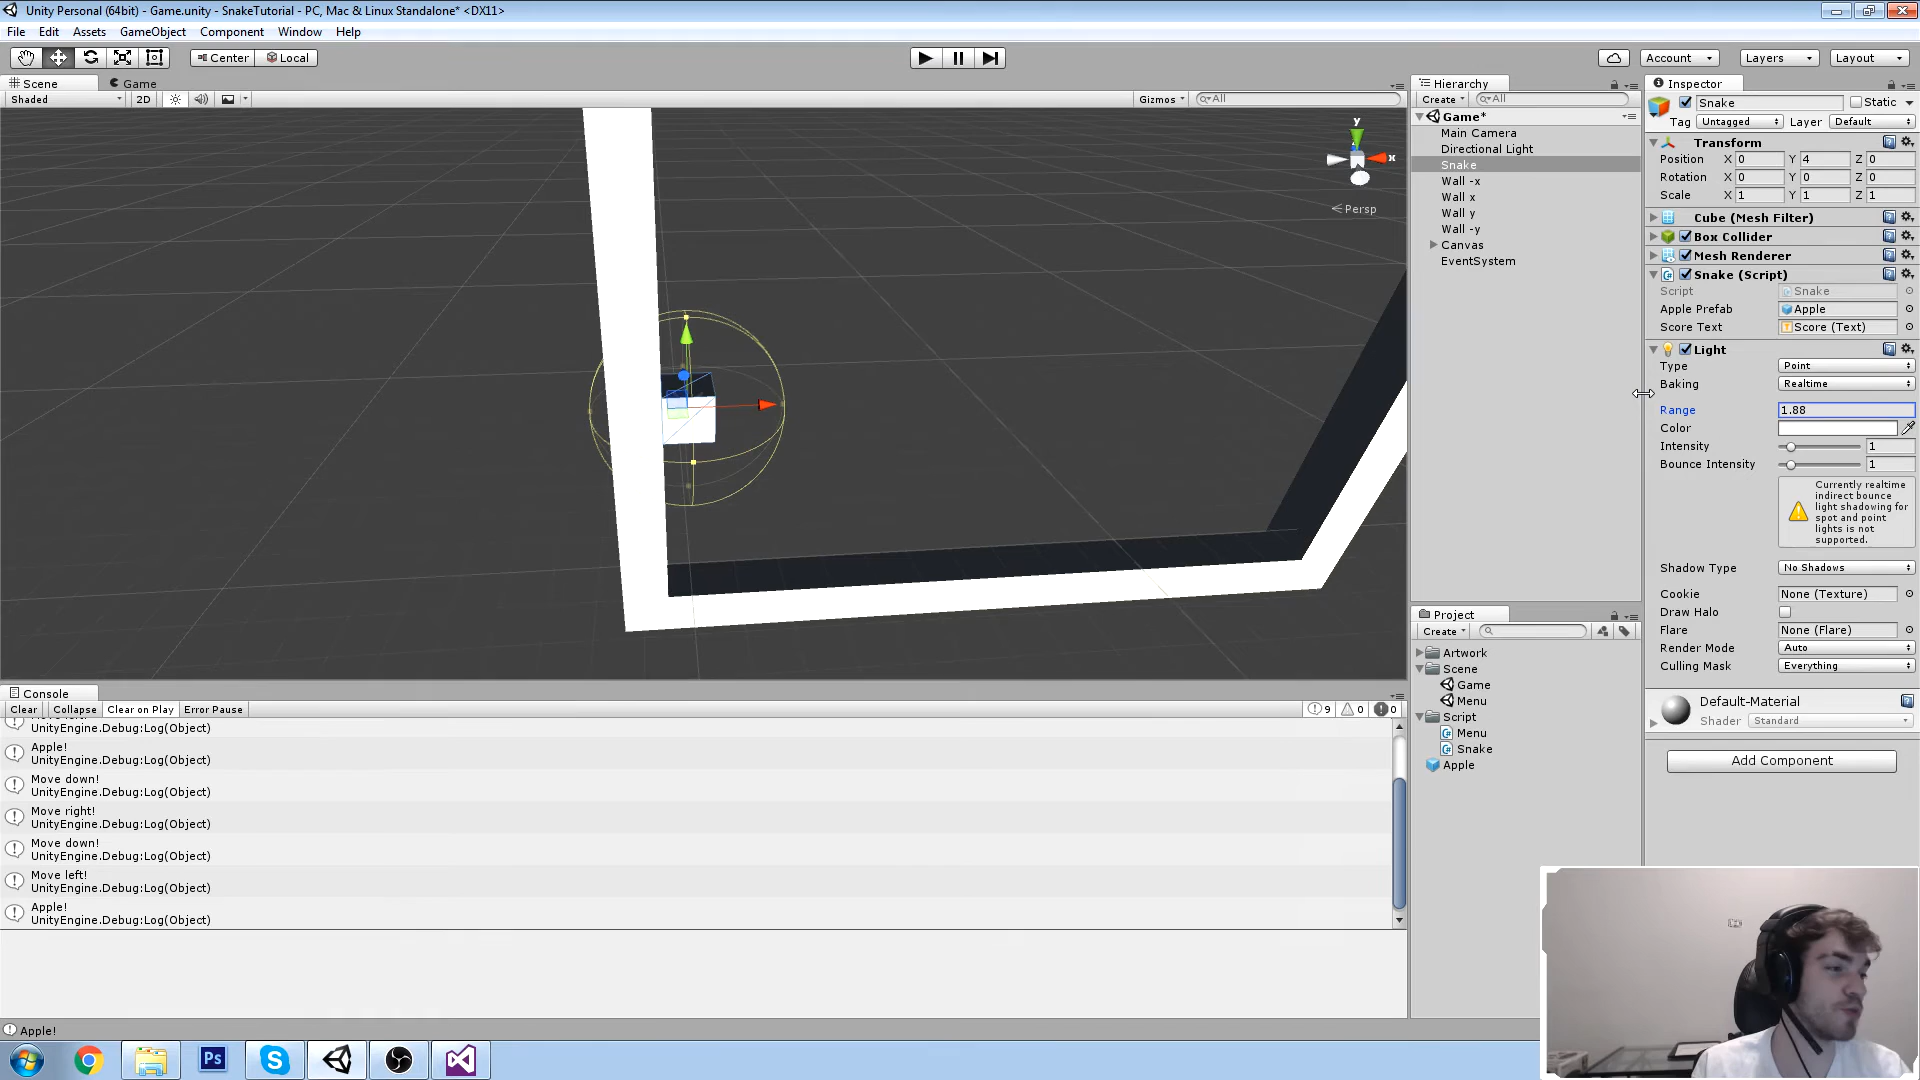 Unity Personal (64bit) - Game.unity - SnakeTutorial - PC, Mac & Linux Standalone* <DX11>
File Edit Assets GameObject Component Window Help
Center Local Account Layers Layout
Scene Game
Shaded 2D Gizmos All
y
x
Persp
Hierarchy
Create All
Game*
Main Camera
Directional Light
Snake
Wall -x
Wall x
Wall y
Wall -y
Canvas
EventSystem
Inspector
Snake Static
Tag Untagged Layer Default
Transform
Position X 0 Y 4 Z 0
Rotation X 0 Y 0 Z 0
Scale X 1 Y 1 Z 1
Cube (Mesh Filter)
Box Collider
Mesh Renderer
Snake (Script)
Script Snake
Apple Prefab Apple
Score Text Score (Text)
Light
Type Point
Baking Realtime
Range 1.88
Color
Intensity 1
Bounce Intensity 1
Currently realtime
indirect bounce
light shadowing for
spot and point
lights is not
supported.
Shadow Type No Shadows
Cookie None (Texture)
Draw Halo
Flare None (Flare)
Render Mode Auto
Culling Mask Everything
Default-Material
Shader Standard
Add Component
Project
Create
Artwork
Scene
Game
Menu
Script
Menu
Snake
Apple
Console
Clear Collapse Clear on Play Error Pause 9 0 0
Move left!
UnityEngine.Debug:Log(Object)
Apple!
UnityEngine.Debug:Log(Object)
Move down!
UnityEngine.Debug:Log(Object)
Move right!
UnityEngine.Debug:Log(Object)
Move down!
UnityEngine.Debug:Log(Object)
Move left!
UnityEngine.Debug:Log(Object)
Apple!
UnityEngine.Debug:Log(Object)
Apple!
Ps